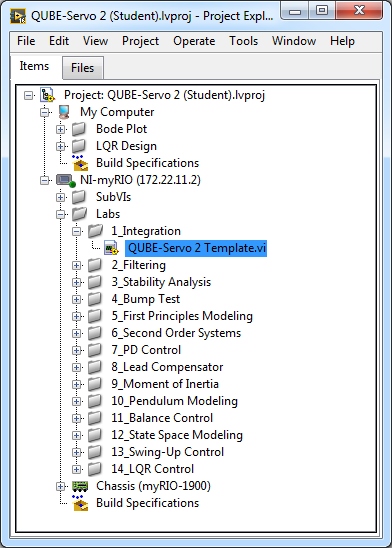 QUBE-Servo 2 (Student).lvproj - Project Expl...
File Edit View Project Operate Tools Window Help
Items Files
Project: QUBE-Servo 2 (Student).lvproj
My Computer
Bode Plot
LQR Design
Build Specifications
NI-myRIO (172.22.11.2)
SubVIs
Labs
1_Integration
QUBE-Servo 2 Template.vi
2_Filtering
3_Stability Analysis
4_Bump Test
5_First Principles Modeling
6_Second Order Systems
7_PD Control
8_Lead Compensator
9_Moment of Inertia
10_Pendulum Modeling
11_Balance Control
12_State Space Modeling
13_Swing-Up Control
14_LQR Control
Chassis (myRIO-1900)
Build Specifications